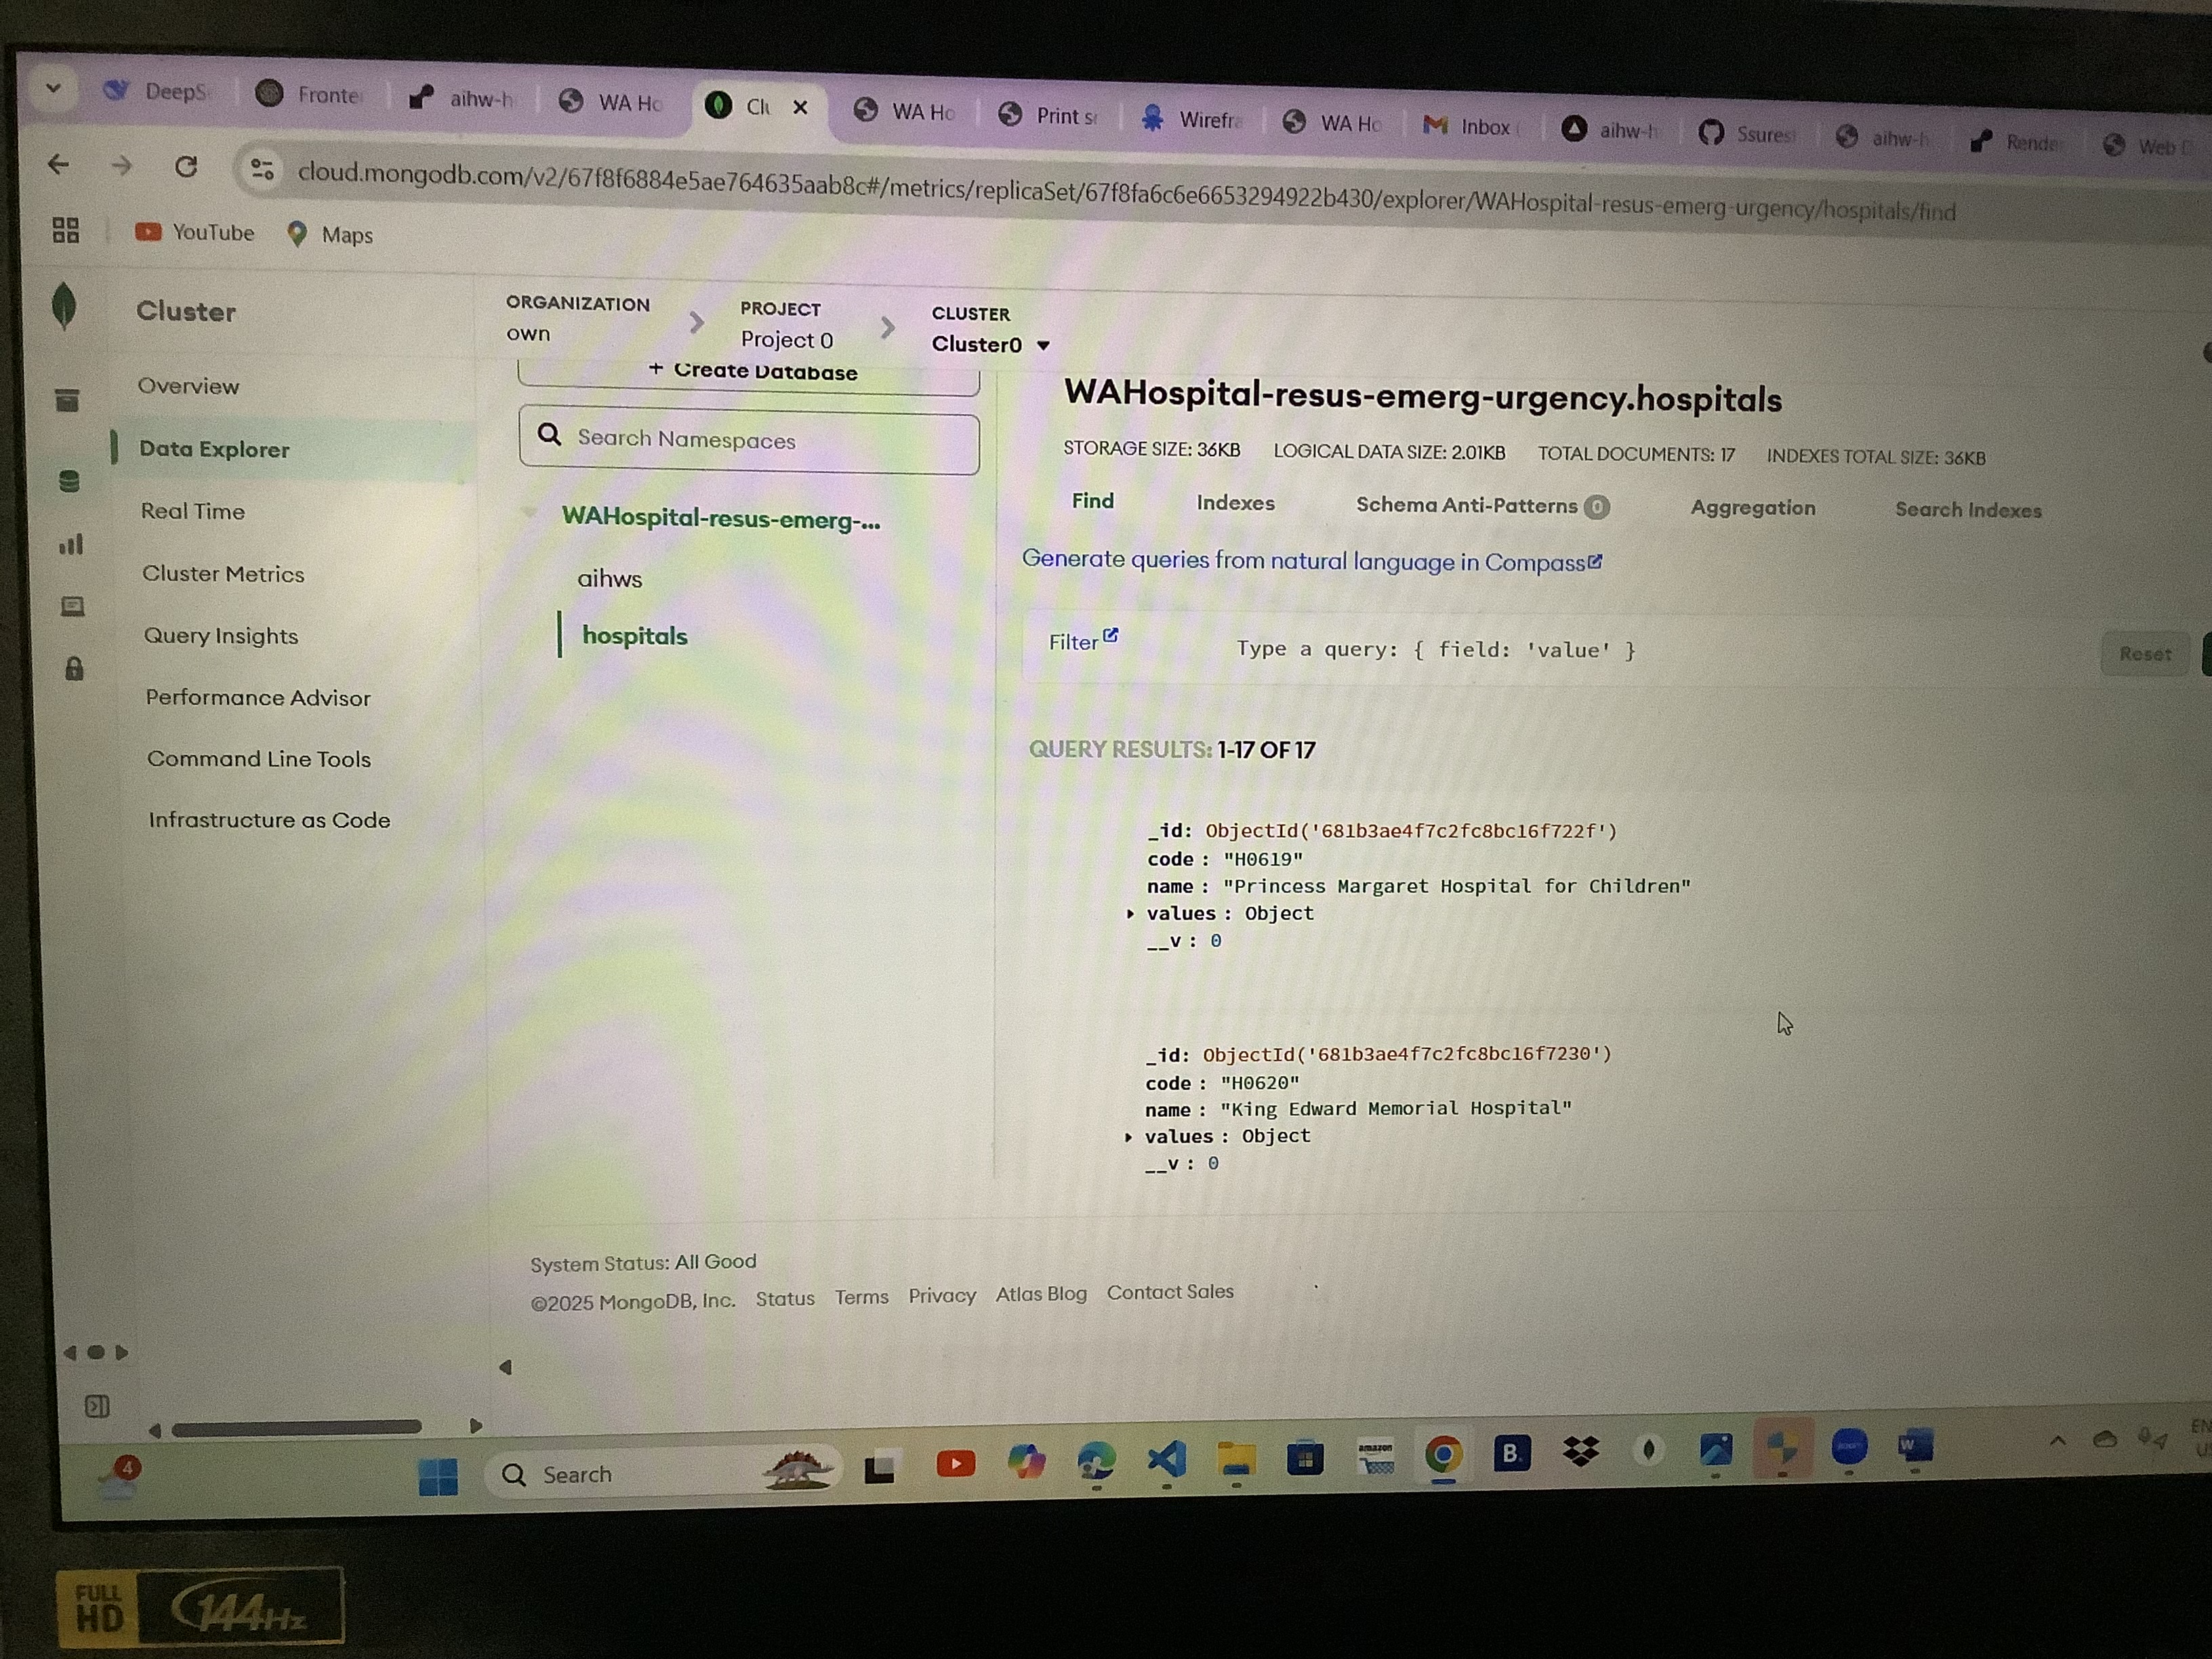 DeepS
Fronte
aihw-h
WA Ho
Clu
WA Ho
Print s
Wirefra
WA Ho
Inbox
aihw-h
Ssures
aihw-h
Rende
Web D
cloud.mongodb.com/v2/67f8f6884e5ae764635aab8c#/metrics/replicaSet/67f8fa6c6e6653294922b430/explorer/WAHospital-resus-emerg-urgency/hospitals/find
YouTube Maps
Cluster
Overview
Data Explorer
Real Time
Cluster Metrics
Query Insights
Performance Advisor
Command Line Tools
Infrastructure as Code
ORGANIZATION
own
PROJECT
Project 0
CLUSTER
Cluster0
+ Create Database
Search Namespaces
WAHospital-resus-emerg-...
aihws
hospitals
WAHospital-resus-emerg-urgency.hospitals
STORAGE SIZE: 36KB LOGICAL DATA SIZE: 2.01KB TOTAL DOCUMENTS: 17 INDEXES TOTAL SIZE: 36KB
Find Indexes Schema Anti-Patterns 0 Aggregation Search Indexes
Generate queries from natural language in Compass
Filter Type a query: { field: 'value' } Reset
QUERY RESULTS: 1-17 OF 17
_id: ObjectId('681b3ae4f7c2fc8bc16f722f')
code : "H0619"
name : "Princess Margaret Hospital for Children"
values : Object
__v : 0
_id: ObjectId('681b3ae4f7c2fc8bc16f7230')
code : "H0620"
name : "King Edward Memorial Hospital"
values : Object
__v : 0
System Status: All Good
©2025 MongoDB, Inc. Status Terms Privacy Atlas Blog Contact Sales
4
Search
amazon
B.
W
EN
FULL
HD
144Hz